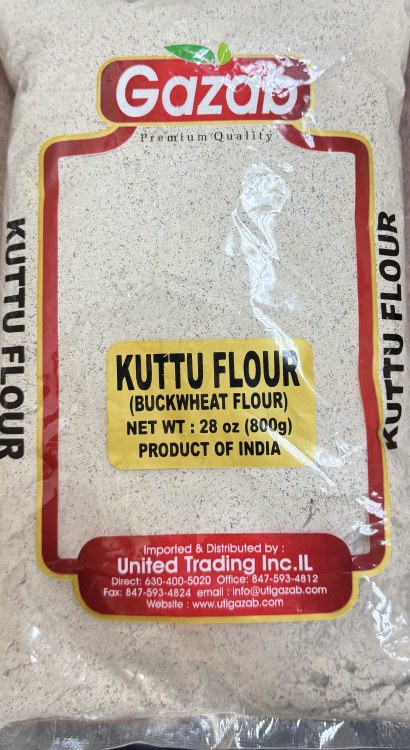 Gazab
Premium Quality
KUTTU FLOUR
KUTTU FLOUR
KUTTU FLOUR
(BUCKWHEAT FLOUR)
NET WT : 28 oz (800g)
PRODUCT OF INDIA
Imported & Distributed by :
United Trading Inc.IL
Direct: 630-400-5020 Office: 847-593-4812
Fax: 847-593-4824 email : info@utigazab.com
Website : www.utigazab.com